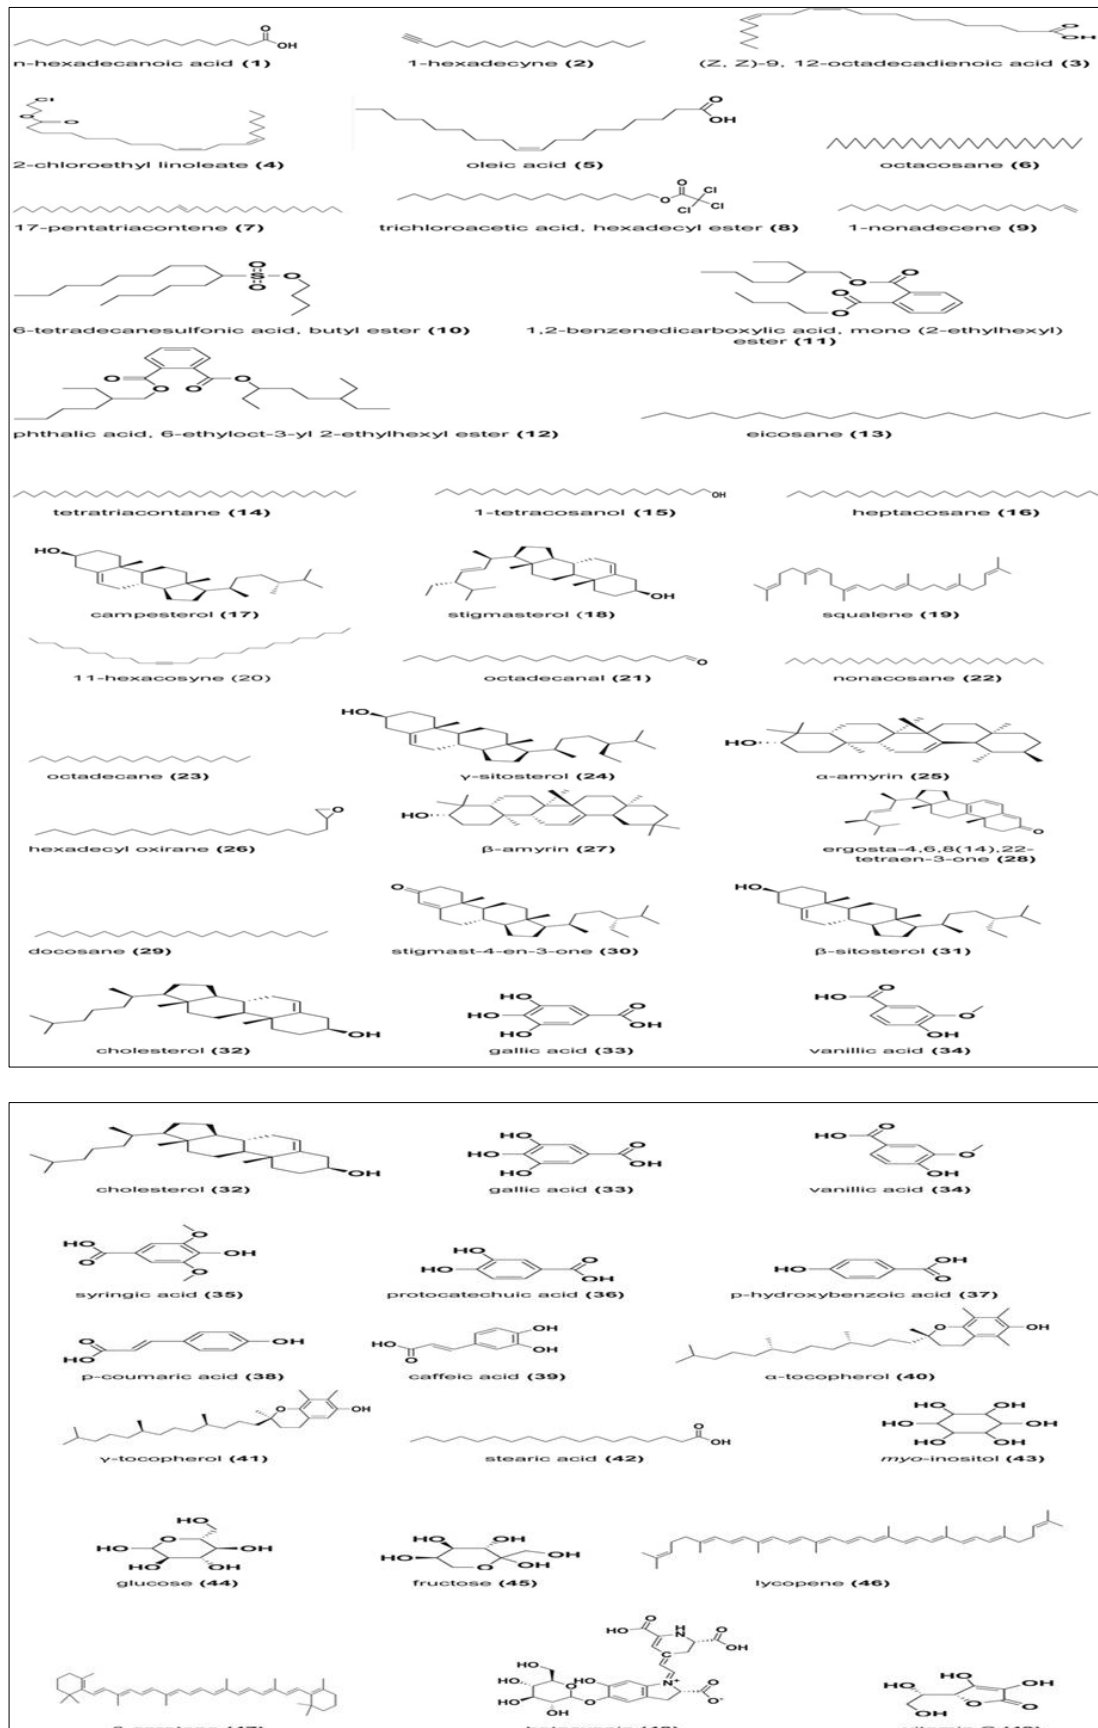 n-hexadecanoic acid (1) 1-hexadecyne (2) (Z, Z)-9, 12-octadecadienoic acid (3)
2-chloroethyl linoleate (4) oleic acid (5) octacosane (6)
17-pentatriacontene (7) trichloroacetic acid, hexadecyl ester (8) 1-nonadecene (9)
6-tetradecanesulfonic acid, butyl ester (10) 1,2-benzenedicarboxylic acid, mono (2-ethylhexyl)
ester (11)
phthalic acid, 6-ethyloct-3-yl 2-ethylhexyl ester (12) eicosane (13)
tetratriacontane (14) 1-tetracosanol (15) heptacosane (16)
campesterol (17) stigmasterol (18) squalene (19)
11-hexacosyne (20) octadecanal (21) nonacosane (22)
octadecane (23) γ-sitosterol (24) α-amyrin (25)
hexadecyl oxirane (26) β-amyrin (27) ergosta-4,6,8(14),22-
tetraen-3-one (28)
docosane (29) stigmast-4-en-3-one (30) β-sitosterol (31)
cholesterol (32) gallic acid (33) vanillic acid (34)
cholesterol (32) gallic acid (33) vanillic acid (34)
syringic acid (35) protocatechuic acid (36) p-hydroxybenzoic acid (37)
p-coumaric acid (38) caffeic acid (39) α-tocopherol (40)
γ-tocopherol (41) stearic acid (42) myo-inositol (43)
glucose (44) fructose (45) lycopene (46)